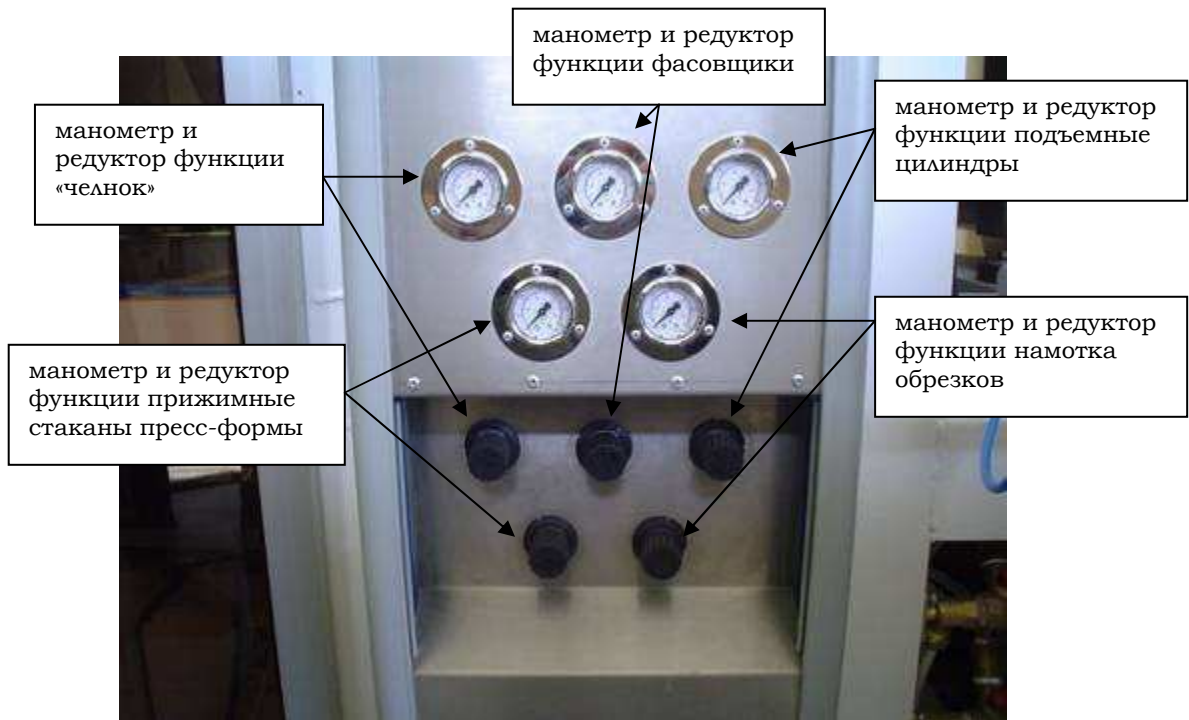 манометр и редуктор
функции фасовщики
манометр и
редуктор функции
«челнок»
манометр и редуктор
функции подъемные
цилиндры
манометр и редуктор
функции прижимные
стаканы пресс-формы
манометр и редуктор
функции намотка
обрезков